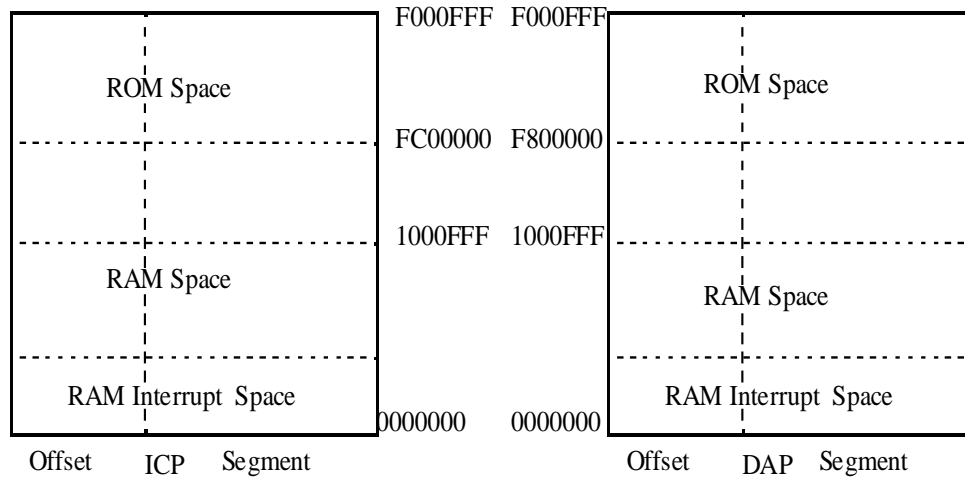 F000FFF F000FFF
ROM Space ROM Space
FC00000 F800000
1000FFF 1000FFF
RAM Space RAM Space
RAM Interrupt Space RAM Interrupt Space
0000000 0000000
Offset ICP Segment Offset DAP Segment